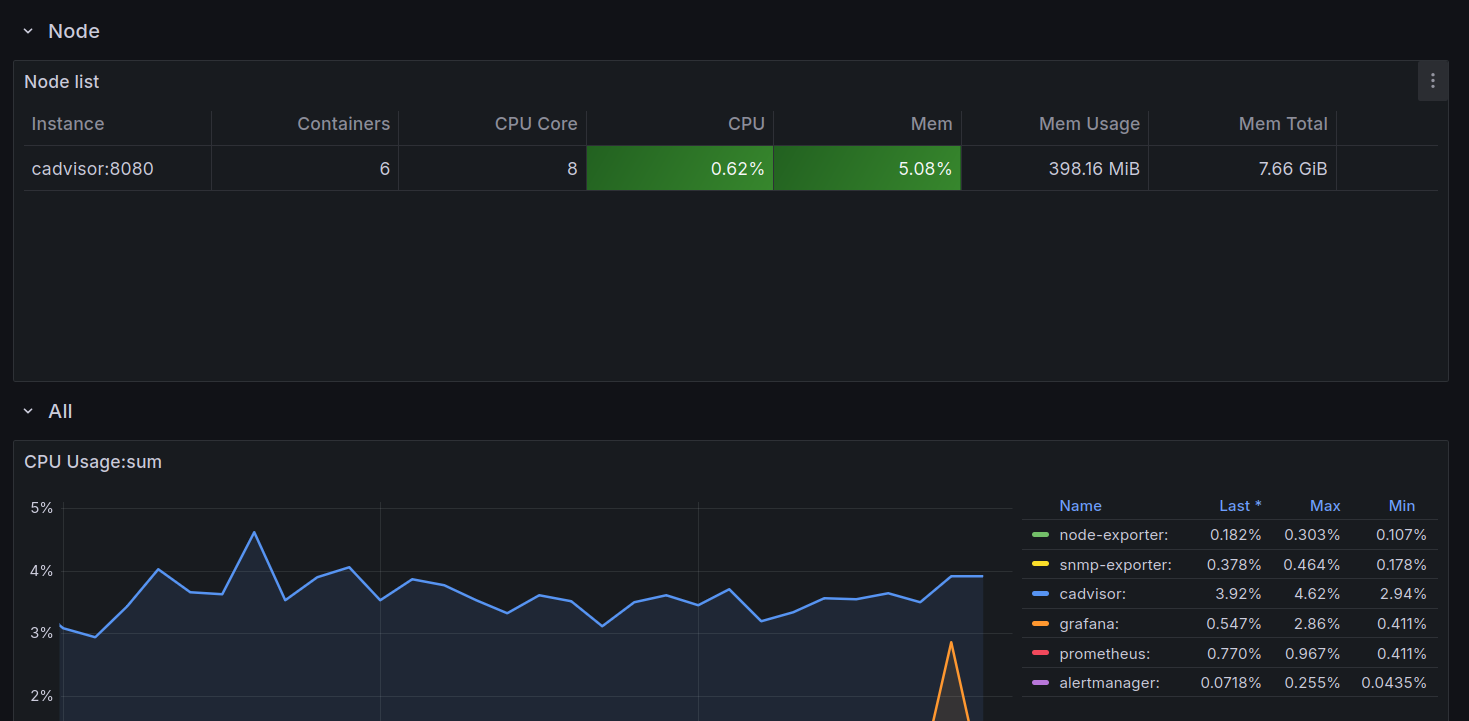 Node
Node list
Instance Containers CPU Core CPU Mem Mem Usage Mem Total
cadvisor:8080 6 8 0.62% 5.08% 398.16 MiB 7.66 GiB
All
CPU Usage:sum
5%
4%
3%
2%
Name Last * Max Min
node-exporter: 0.182% 0.303% 0.107%
snmp-exporter: 0.378% 0.464% 0.178%
cadvisor: 3.92% 4.62% 2.94%
grafana: 0.547% 2.86% 0.411%
prometheus: 0.770% 0.967% 0.411%
alertmanager: 0.0718% 0.255% 0.0435%